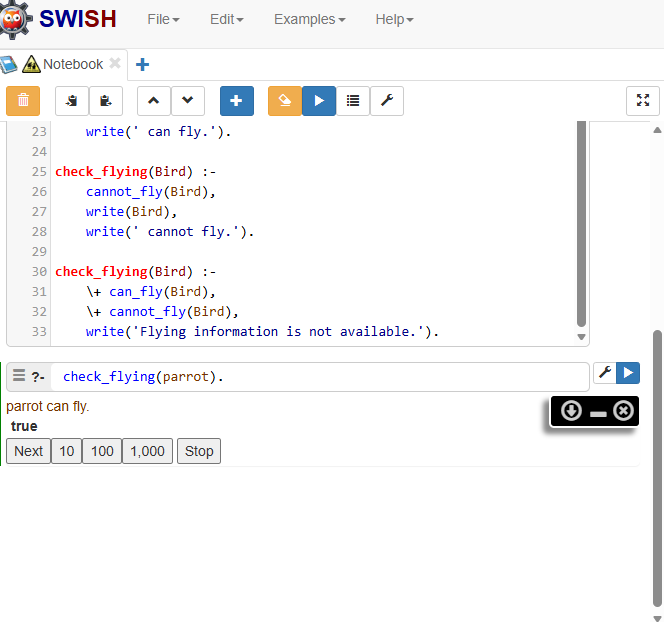 SWISH File Edit Examples Help
Notebook
23     write(' can fly.').
24
25 check_flying(Bird) :-
26     cannot_fly(Bird),
27     write(Bird),
28     write(' cannot fly.').
29
30 check_flying(Bird) :-
31     \+ can_fly(Bird),
32     \+ cannot_fly(Bird),
33     write('Flying information is not available.').
?- check_flying(parrot).
parrot can fly.
true
Next 10 100 1,000 Stop